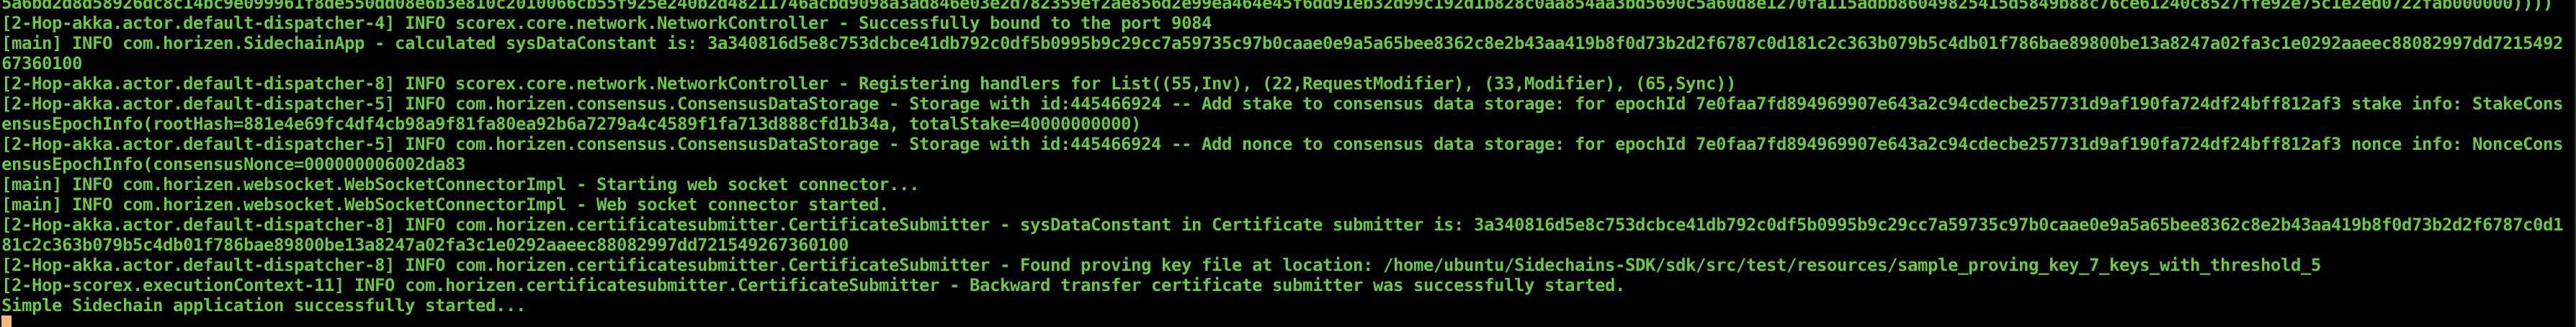 [2-Hop-akka.actor.default-dispatcher-4] INFO scorex.core.network.NetworkController - Successfully bound to the port 9084
[main] INFO com.horizen.SidechainApp - calculated sysDataConstant is: 3a340816d5e8c753dcbce41db792c0df5b0995b9c29cc7a59735c97b0caae0e9a5a65bee8362c8e2b43aa419b8f0d73b2d2f6787c0d181c2c363b079b5c4db01f786bae89800be13a8247a02fa3c1e0292aaeec88082997dd7215492
67360100
[2-Hop-akka.actor.default-dispatcher-8] INFO scorex.core.network.NetworkController - Registering handlers for List((55,Inv), (22,RequestModifier), (33,Modifier), (65,Sync))
[2-Hop-akka.actor.default-dispatcher-5] INFO com.horizen.consensus.ConsensusDataStorage - Storage with id:445466924 -- Add stake to consensus data storage: for epochId 7e0faa7fd894969907e643a2c94cdecbe257731d9af190fa724df24bff812af3 stake info: StakeCons
ensusEpochInfo(rootHash=881e4e69fc4df4cb98a9f81fa80ea92b6a7279a4c4589f1fa713d888cfd1b34a, totalStake=40000000000)
[2-Hop-akka.actor.default-dispatcher-5] INFO com.horizen.consensus.ConsensusDataStorage - Storage with id:445466924 -- Add nonce to consensus data storage: for epochId 7e0faa7fd894969907e643a2c94cdecbe257731d9af190fa724df24bff812af3 nonce info: NonceCons
ensusEpochInfo(consensusNonce=000000006002da83
[main] INFO com.horizen.websocket.WebSocketConnectorImpl - Starting web socket connector...
[main] INFO com.horizen.websocket.WebSocketConnectorImpl - Web socket connector started.
[2-Hop-akka.actor.default-dispatcher-8] INFO com.horizen.certificatesubmitter.CertificateSubmitter - sysDataConstant in Certificate submitter is: 3a340816d5e8c753dcbce41db792c0df5b0995b9c29cc7a59735c97b0caae0e9a5a65bee8362c8e2b43aa419b8f0d73b2d2f6787c0d1
81c2c363b079b5c4db01f786bae89800be13a8247a02fa3c1e0292aaeec88082997dd721549267360100
[2-Hop-akka.actor.default-dispatcher-8] INFO com.horizen.certificatesubmitter.CertificateSubmitter - Found proving key file at location: /home/ubuntu/Sidechains-SDK/sdk/src/test/resources/sample_proving_key_7_keys_with_threshold_5
[2-Hop-scorex.executionContext-11] INFO com.horizen.certificatesubmitter.CertificateSubmitter - Backward transfer certificate submitter was successfully started.
Simple Sidechain application successfully started...